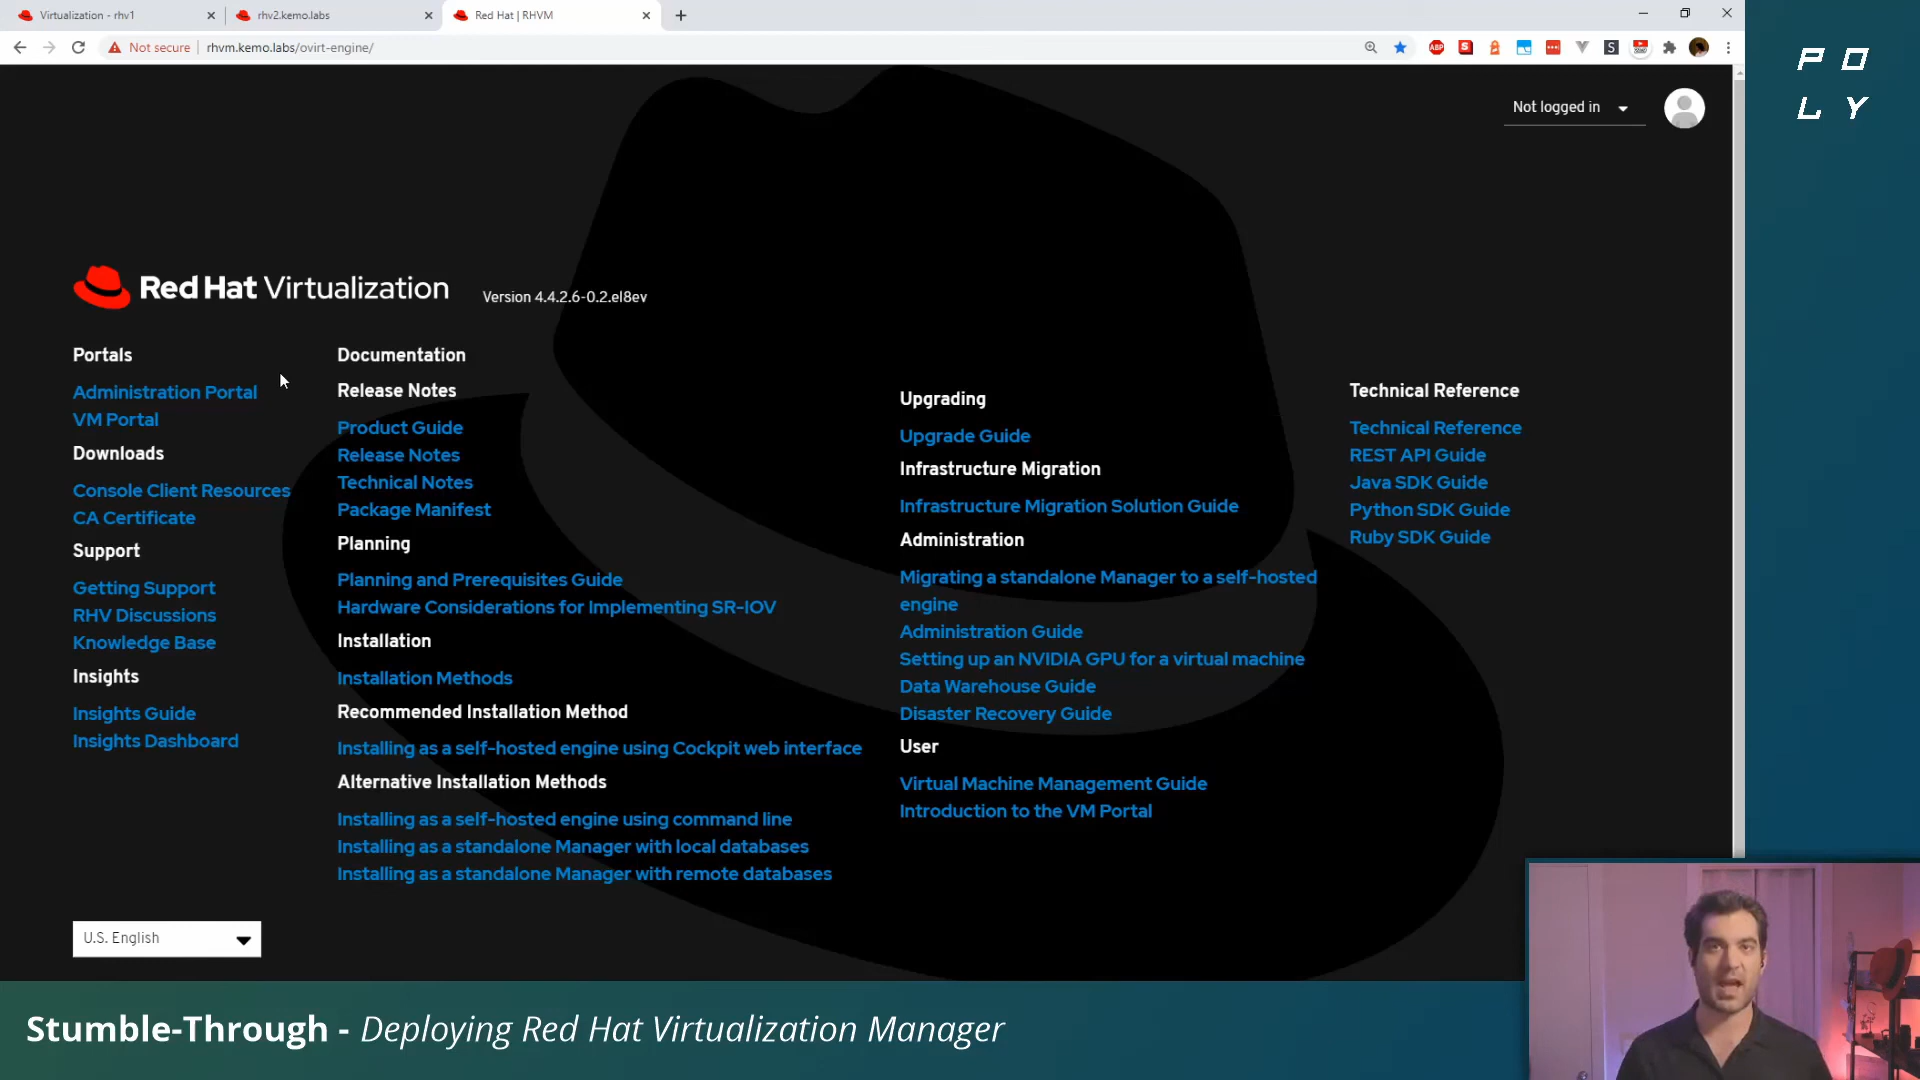 Virtualization - rhv1
rhv2.kemo.labs
Red Hat | RHVM
Not secure
rhvm.kemo.labs/ovirt-engine/
ABP
S
S
PO
LY
Not logged in
Red Hat Virtualization
Version 4.4.2.6-0.2.el8ev
Portals
Administration Portal
VM Portal
Downloads
Console Client Resources
CA Certificate
Support
Getting Support
RHV Discussions
Knowledge Base
Insights
Insights Guide
Insights Dashboard
Documentation
Release Notes
Product Guide
Release Notes
Technical Notes
Package Manifest
Planning
Planning and Prerequisites Guide
Hardware Considerations for Implementing SR-IOV
Installation
Installation Methods
Recommended Installation Method
Installing as a self-hosted engine using Cockpit web interface
Alternative Installation Methods
Installing as a self-hosted engine using command line
Installing as a standalone Manager with local databases
Installing as a standalone Manager with remote databases
Upgrading
Upgrade Guide
Infrastructure Migration
Infrastructure Migration Solution Guide
Administration
Migrating a standalone Manager to a self-hosted
engine
Administration Guide
Setting up an NVIDIA GPU for a virtual machine
Data Warehouse Guide
Disaster Recovery Guide
User
Virtual Machine Management Guide
Introduction to the VM Portal
Technical Reference
Technical Reference
REST API Guide
Java SDK Guide
Python SDK Guide
Ruby SDK Guide
U.S. English
Stumble-Through - Deploying Red Hat Virtualization Manager